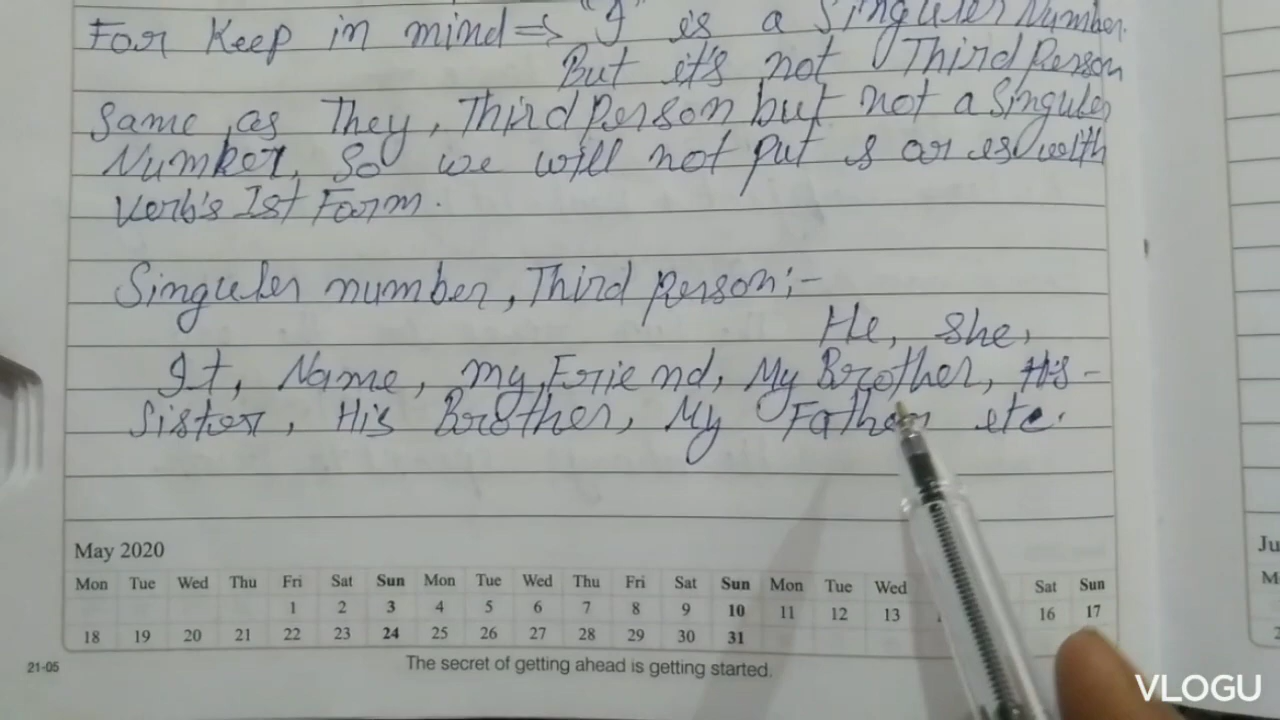 For Keep in mind ⇒ "I" is a Singuler Number.
But it's not Third Person
Same as They, Third Person but not a Singuler
Number, So we will not put s or es with
Verb's Ist Form.
Singuler number, Third person:-
He, she,
It, Name, my Friend, My Brother, His-
Sister, His Brother, My Father etc.
May 2020
Mon Tue Wed Thu Fri Sat Sun Mon Tue Wed Thu Fri Sat Sun Mon Tue Wed Sat Sun
1 2 3 4 5 6 7 8 9 10 11 12 13 16 17
18 19 20 21 22 23 24 25 26 27 28 29 30 31
21-05
The secret of getting ahead is getting started.
Ju
VLOGU